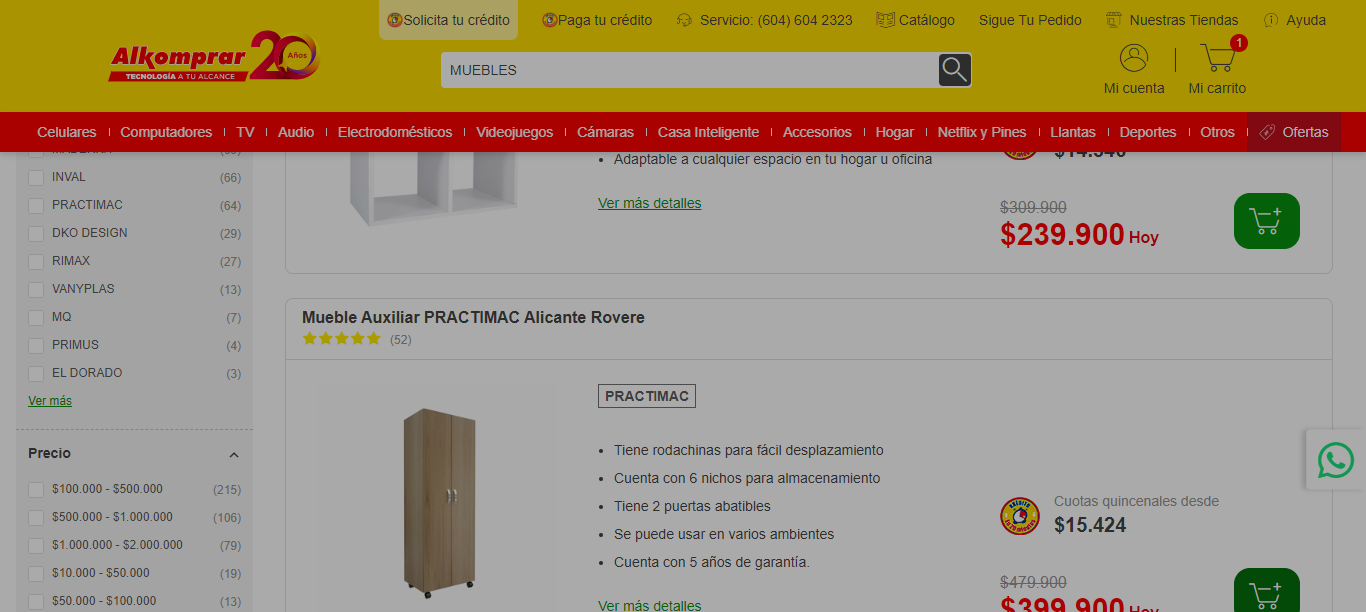 Solicita tu crédito
Paga tu crédito
Servicio: (604) 604 2323
Catálogo
Sigue Tu Pedido
Nuestras Tiendas
Ayuda
Alkomprar
20 Años
TECNOLOGÍA A TU ALCANCE
MUEBLES
Mi cuenta
1
Mi carrito
Celulares
Computadores
TV
Audio
Electrodomésticos
Videojuegos
Cámaras
Casa Inteligente
Accesorios
Hogar
Netflix y Pines
Llantas
Deportes
Otros
Ofertas
INVAL (66)
PRACTIMAC (64)
DKO DESIGN (29)
RIMAX (27)
VANYPLAS (13)
MQ (7)
PRIMUS (4)
EL DORADO (3)
Ver más
Precio
$100.000 - $500.000 (215)
$500.000 - $1.000.000 (106)
$1.000.000 - $2.000.000 (79)
$10.000 - $50.000 (19)
$50.000 - $100.000 (13)
Adaptable a cualquier espacio en tu hogar u oficina
Ver más detalles
$14.540
$309.900
$239.900 Hoy
Mueble Auxiliar PRACTIMAC Alicante Rovere
(52)
PRACTIMAC
Tiene rodachinas para fácil desplazamiento
Cuenta con 6 nichos para almacenamiento
Tiene 2 puertas abatibles
Se puede usar en varios ambientes
Cuenta con 5 años de garantía.
Ver más detalles
Cuotas quincenales desde
$15.424
$479.900
$399.900 Hoy